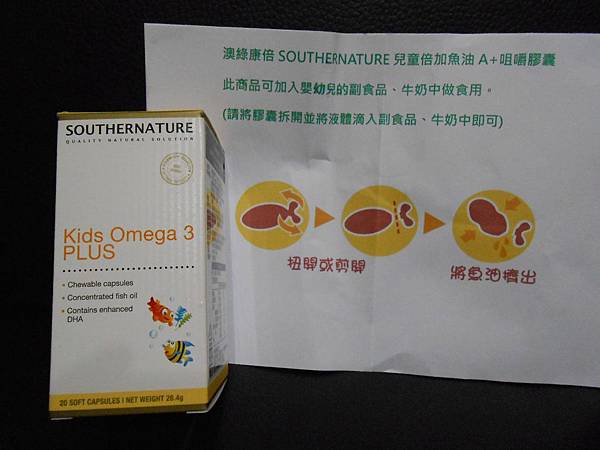 澳綠康倍 SOUTHERNATURE 兒童倍加魚油 A+咀嚼膠囊
此商品可加入嬰幼兒的副食品、牛奶中做食用。
(請將膠囊拆開並將液體滴入副食品、牛奶中即可)
扭開或剪開
將魚油擠出
SOUTHERNATURE
QUALITY NATURAL SOLUTION
Kids Omega 3
PLUS
• Chewable capsules
• Concentrated fish oil
• Contains enhanced
DHA
20 SOFT CAPSULES I NET WEIGHT 26.4g